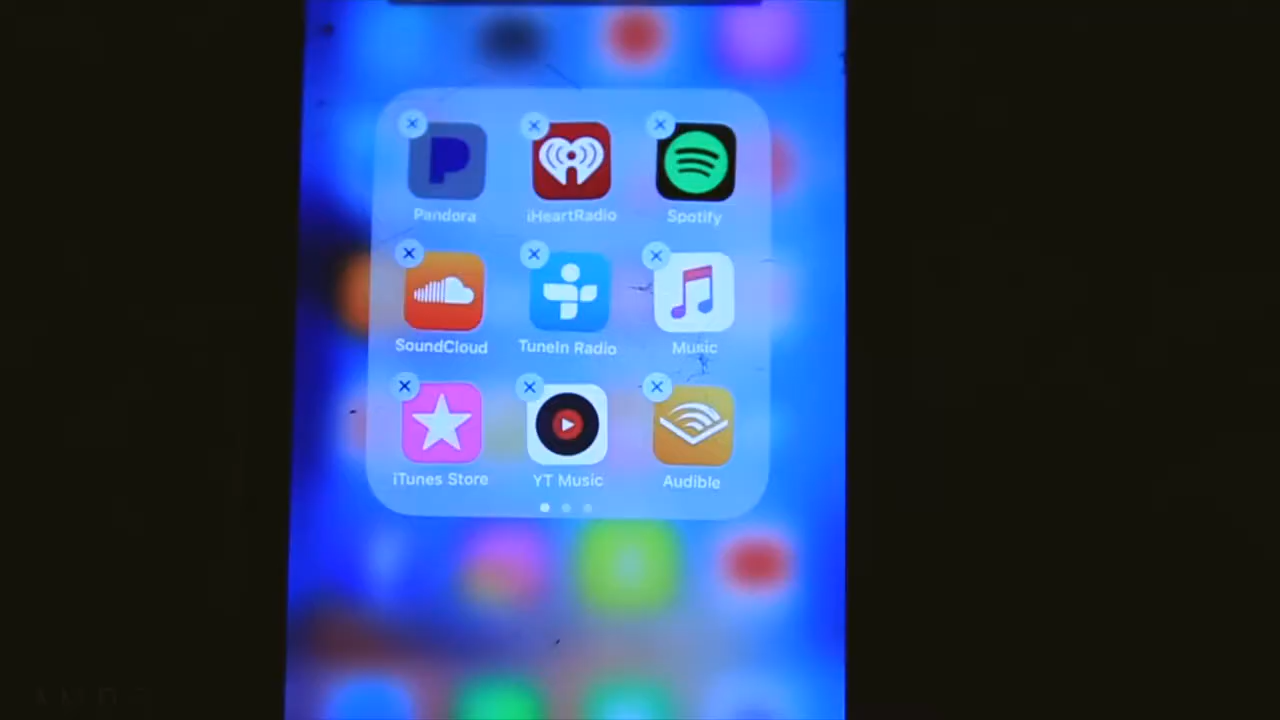 Pandora iHeartRadio Spotify
SoundCloud TuneIn Radio Music
iTunes Store YT Music Audible